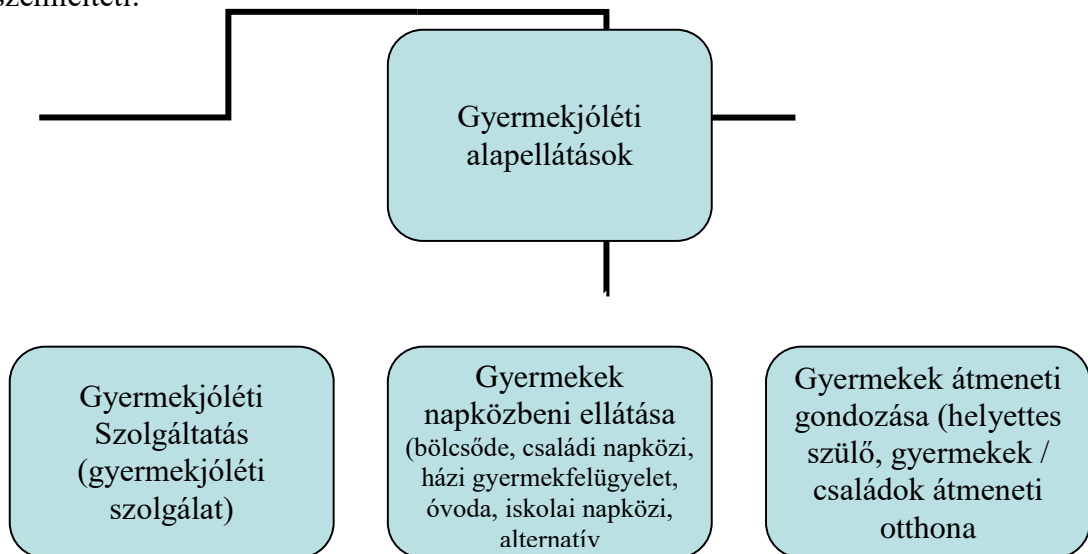 szemlélteti:
Gyermekjóléti
alapellátások
Gyermekjóléti
Szolgáltatás
(gyermekjóléti
szolgálat)
Gyermekek
napközbeni ellátása
(bölcsőde, családi napközi,
házi gyermekfelügyelet,
óvoda, iskolai napközi,
alternatív
Gyermekek átmeneti
gondozása (helyettes
szülő, gyermekek /
családok átmeneti
otthona